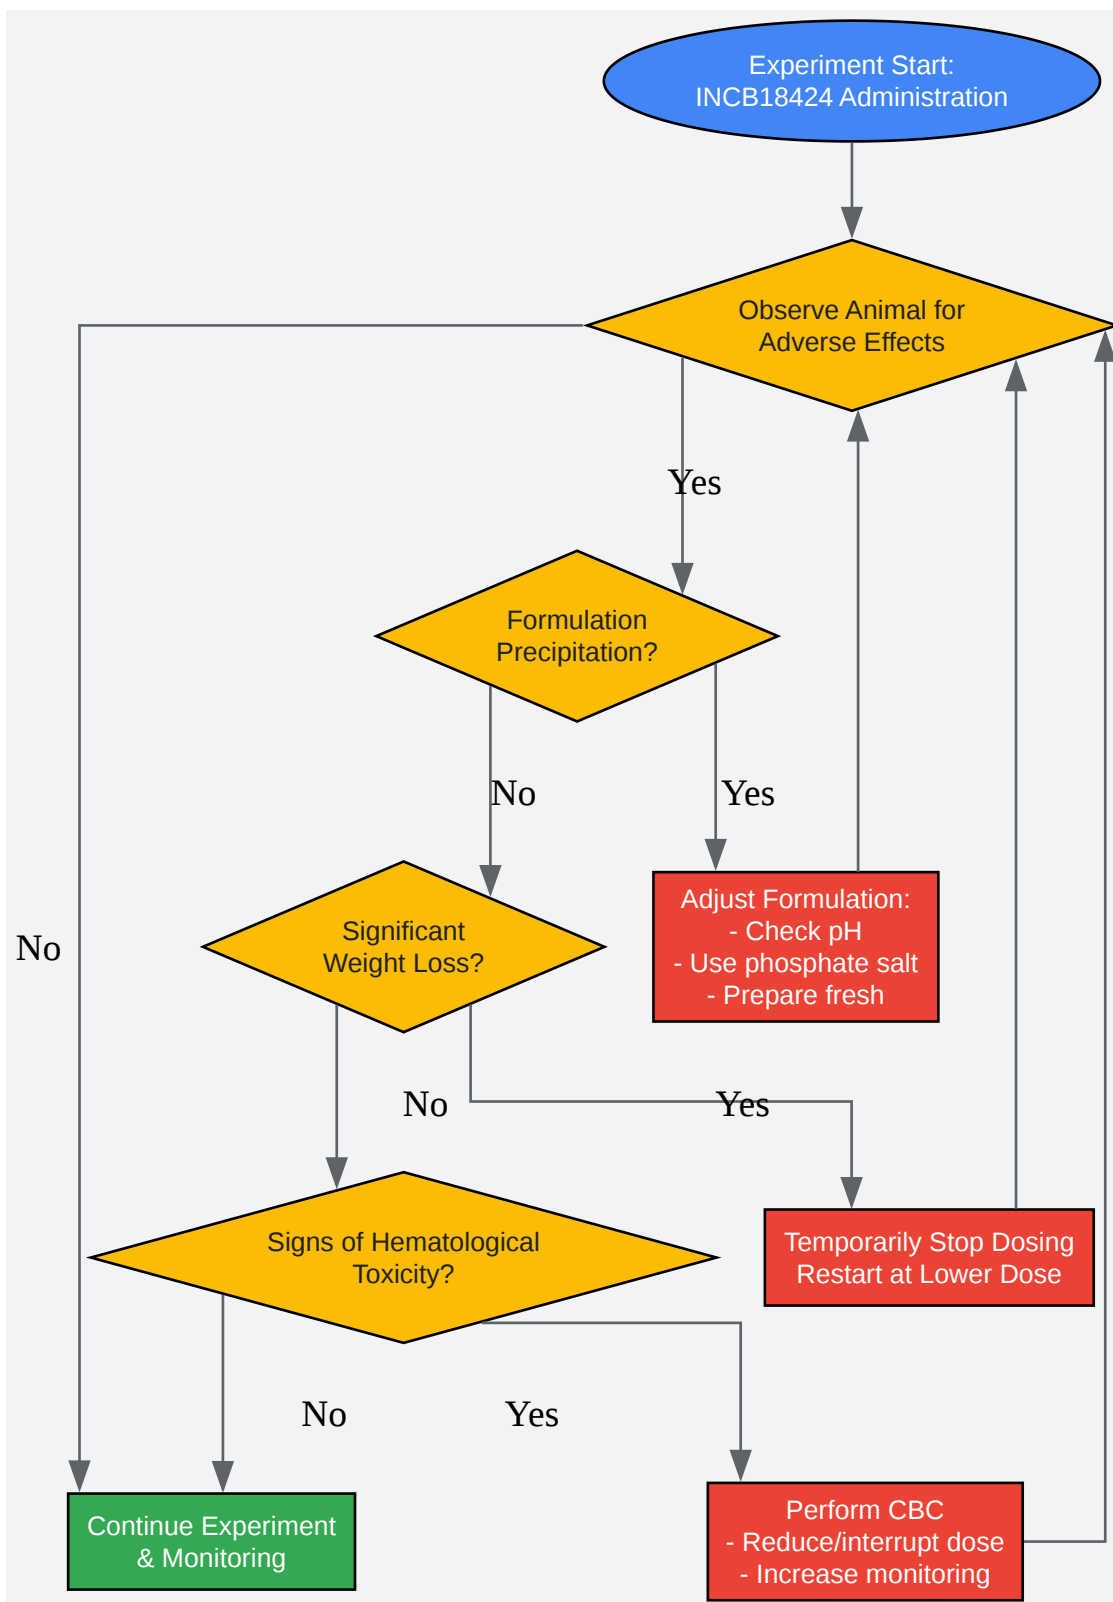 Experiment Start:
INCB18424 Administration
Observe Animal for
Adverse Effects
Yes
Formulation
Precipitation?
No
Yes
Adjust Formulation:
- Check pH
- Use phosphate salt
- Prepare fresh
Significant
Weight Loss?
No
No
Yes
Temporarily Stop Dosing
Restart at Lower Dose
Signs of Hematological
Toxicity?
No
Yes
Continue Experiment
& Monitoring
Perform CBC
- Reduce/interrupt dose
- Increase monitoring